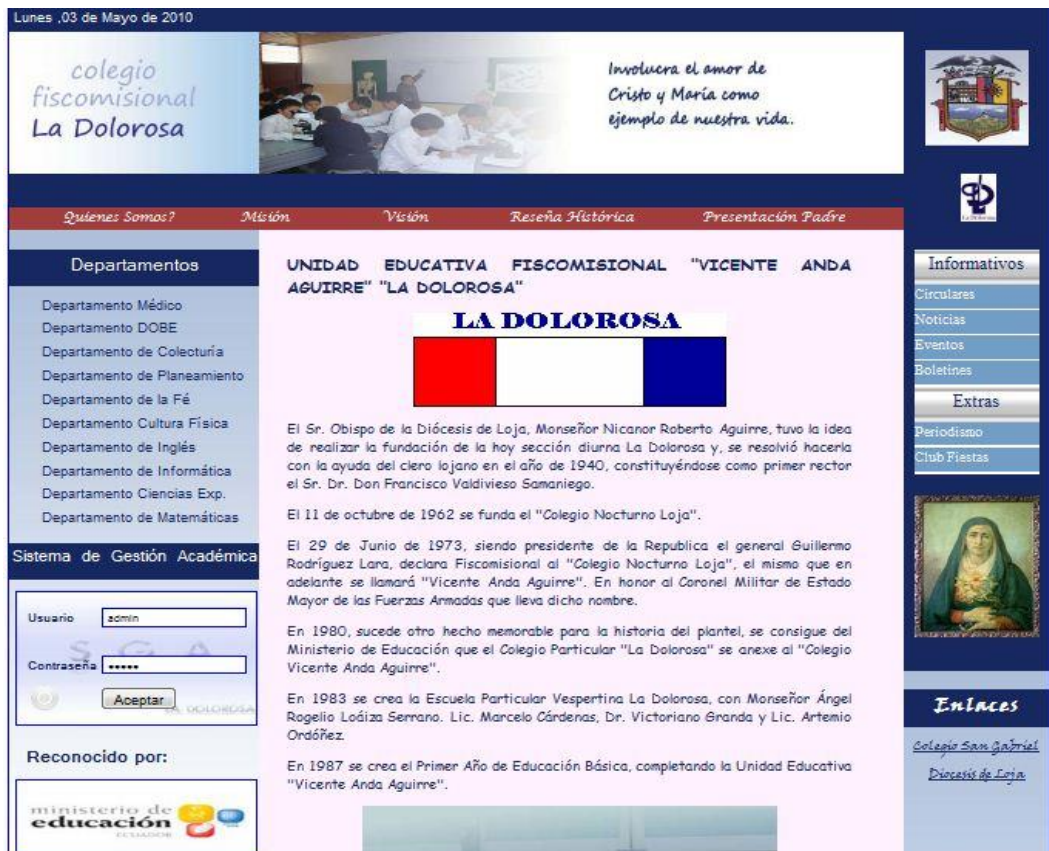 Lunes ,03 de Mayo de 2010
colegio
fiscomisional
La Dolorosa
Involucra el amor de
Cristo y María como
ejemplo de nuestra vida.
La Dolorosa
Quienes Somos? Misión Visión Reseña Histórica Presentación Padre
Departamentos
Departamento Médico
Departamento DOBE
Departamento de Colecturía
Departamento de Planeamiento
Departamento de la Fé
Departamento Cultura Física
Departamento de Inglés
Departamento de Informática
Departamento Ciencias Exp.
Departamento de Matemáticas
Sistema de Gestión Académica
SGA
Usuario admin
Contraseña •••••
Aceptar
LA DOLOROSA
Reconocido por:
ministerio de
educación
ECUADOR
UNIDAD EDUCATIVA FISCOMISIONAL "VICENTE ANDA
AGUIRRE" "LA DOLOROSA"
LA DOLOROSA
El Sr. Obispo de la Diócesis de Loja, Monseñor Nicanor Roberto Aguirre, tuvo la idea
de realizar la fundación de la hoy sección diurna La Dolorosa y, se resolvió hacerla
con la ayuda del clero lojano en el año de 1940, constituyéndose como primer rector
el Sr. Dr. Don Francisco Valdivieso Samaniego.
El 11 de octubre de 1962 se funda el "Colegio Nocturno Loja".
El 29 de Junio de 1973, siendo presidente de la Republica el general Guillermo
Rodríguez Lara, declara Fiscomisional al "Colegio Nocturno Loja", el mismo que en
adelante se llamará "Vicente Anda Aguirre". En honor al Coronel Militar de Estado
Mayor de las Fuerzas Armadas que lleva dicho nombre.
En 1980, sucede otro hecho memorable para la historia del plantel, se consigue del
Ministerio de Educación que el Colegio Particular "La Dolorosa" se anexe al "Colegio
Vicente Anda Aguirre".
En 1983 se crea la Escuela Particular Vespertina La Dolorosa, con Monseñor Ángel
Rogelio Loáiza Serrano. Lic. Marcelo Cárdenas, Dr. Victoriano Granda y Lic. Artemio
Ordóñez.
En 1987 se crea el Primer Año de Educación Básica, completando la Unidad Educativa
"Vicente Anda Aguirre".
Informativos
Circulares
Noticias
Eventos
Boletines
Extras
Periodismo
Club Fiestas
Enlaces
Colegio San Gabriel
Diocesis de Loja